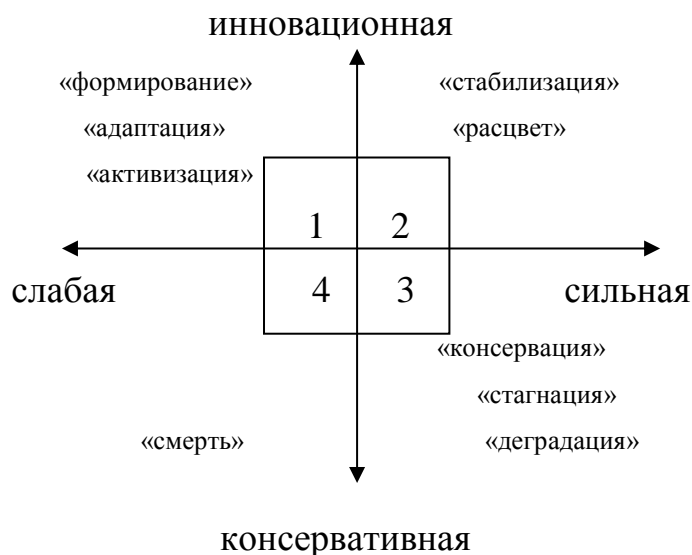 инновационная
«формирование» «стабилизация»
«адаптация» «расцвет»
«активизация»
1 2
слабая 4 3 сильная
«консервация»
«стагнация»
«смерть» «деградация»
консервативная